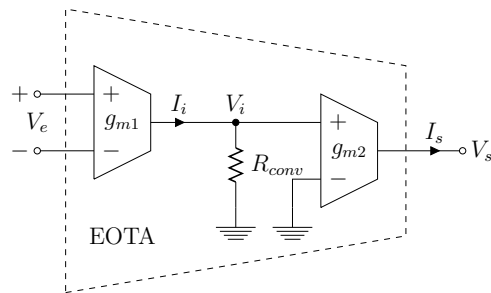 +
V_e
−
+
g_{m1}
−
I_i
V_i
R_{conv}
+
g_{m2}
−
I_s
V_s
EOTA